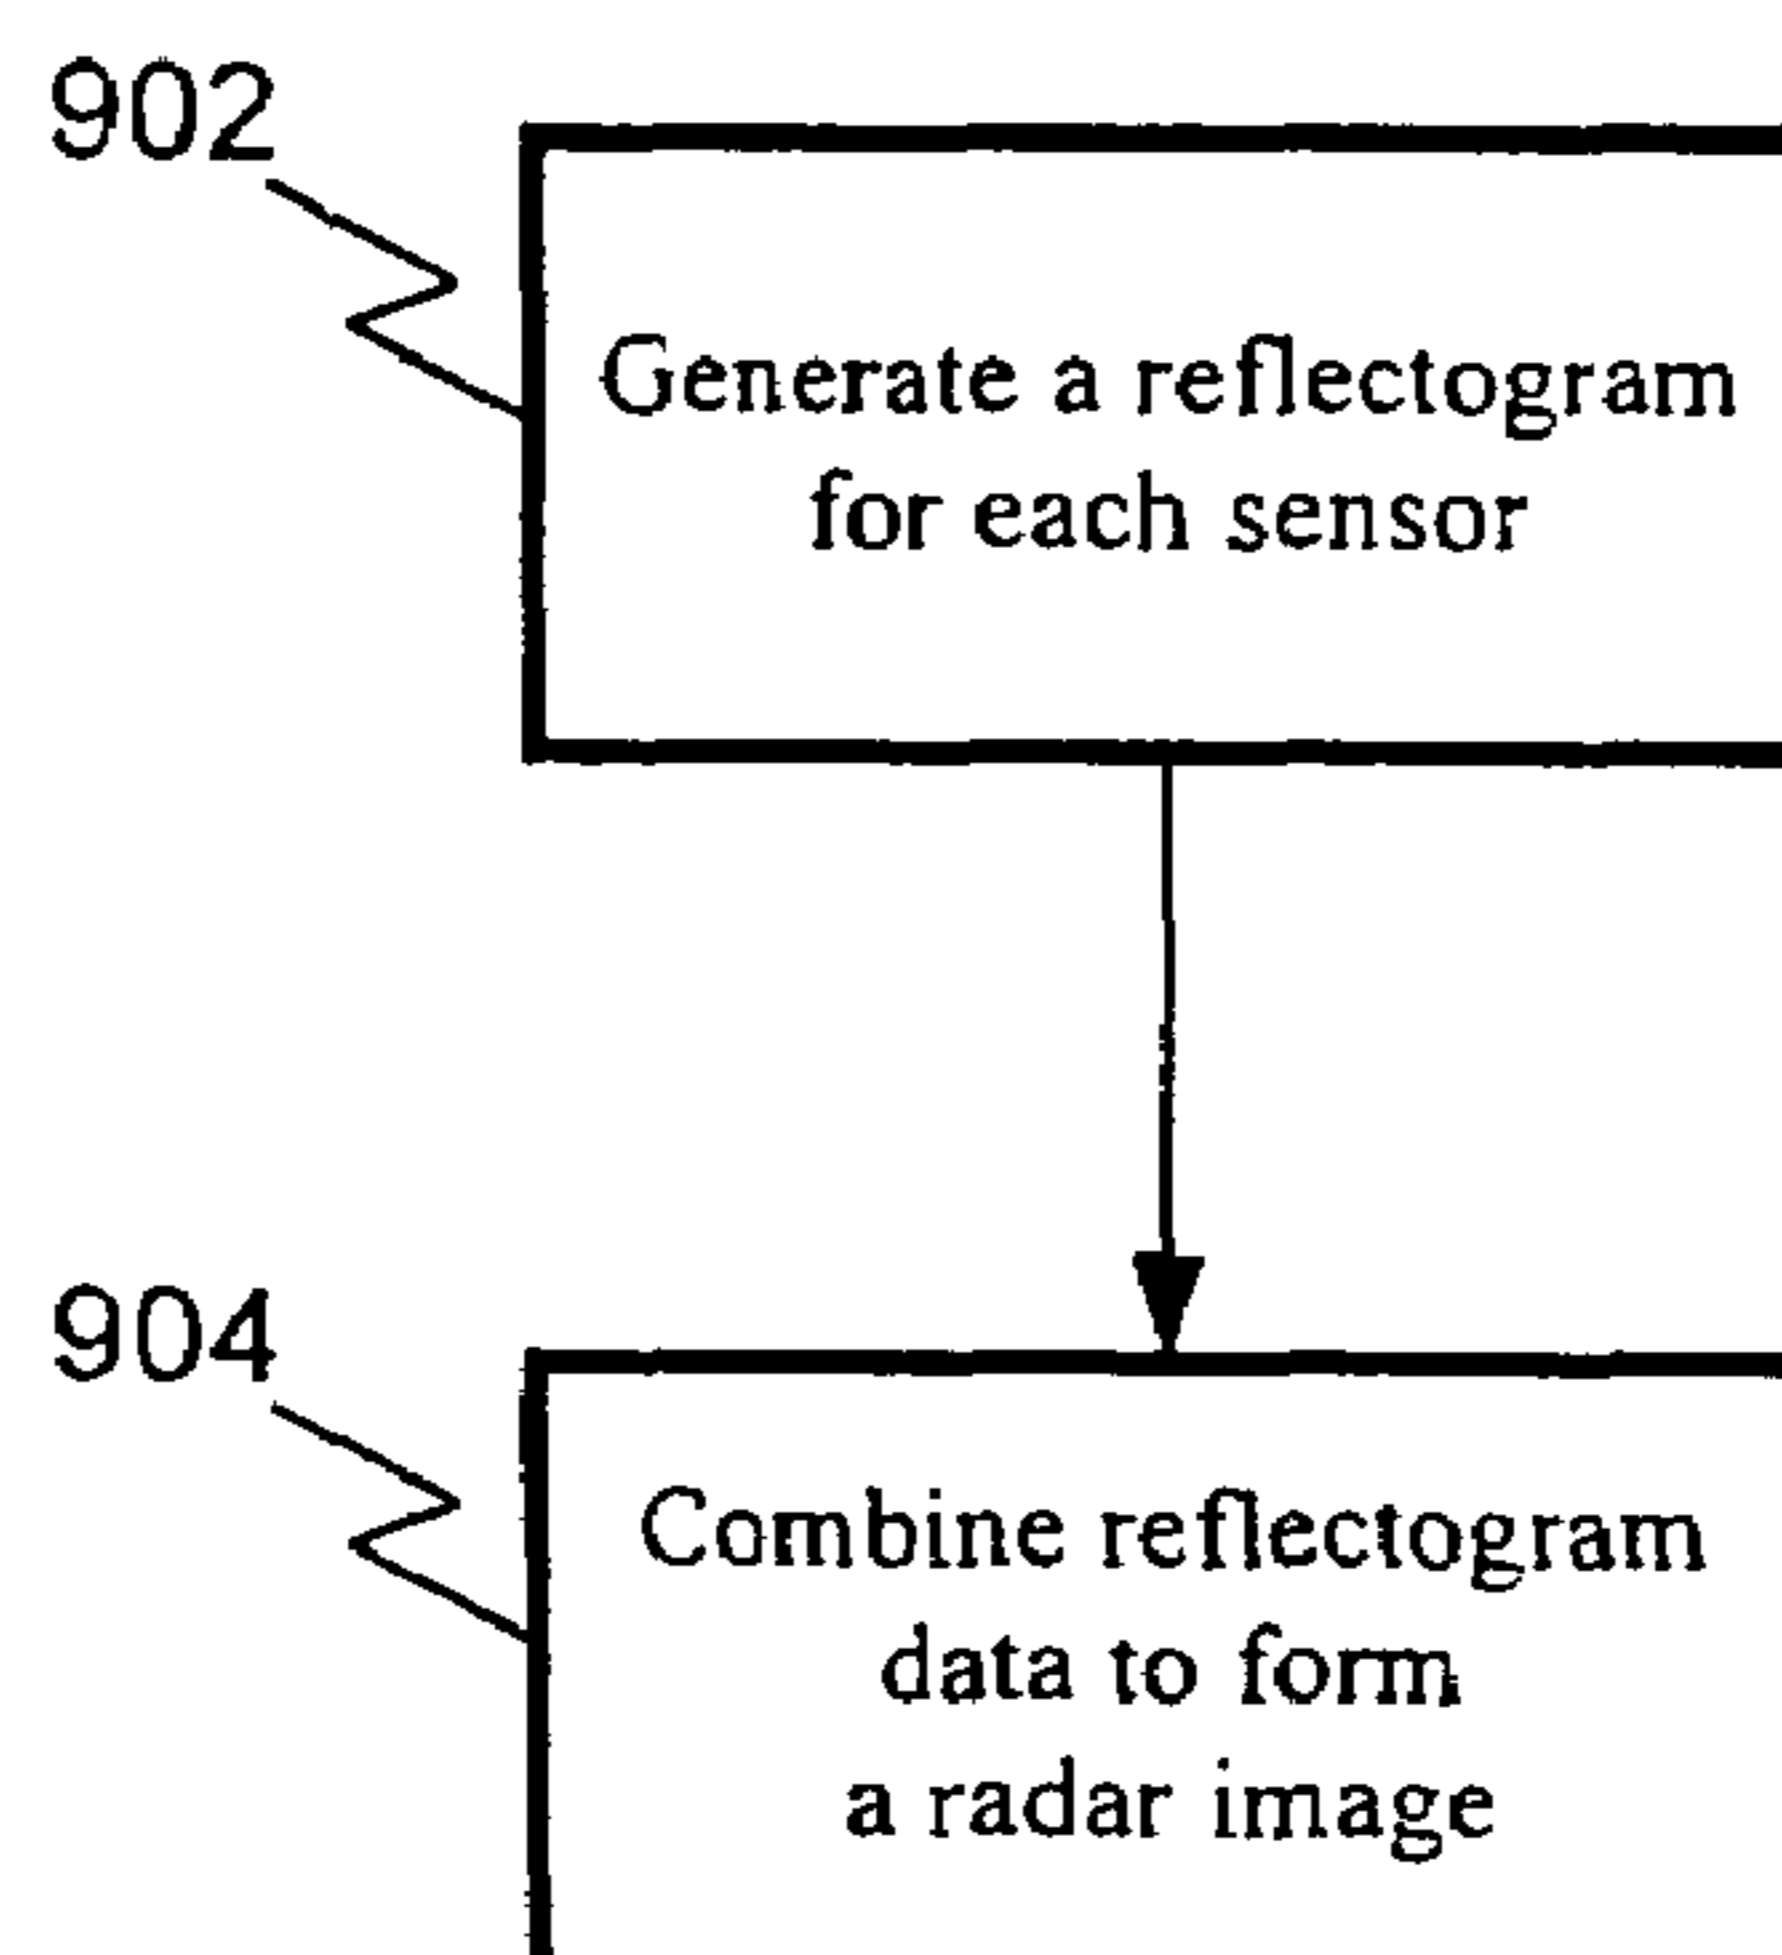 902
Generate a reflectogram
for each sensor
904
Combine reflectogram
data to form
a radar image